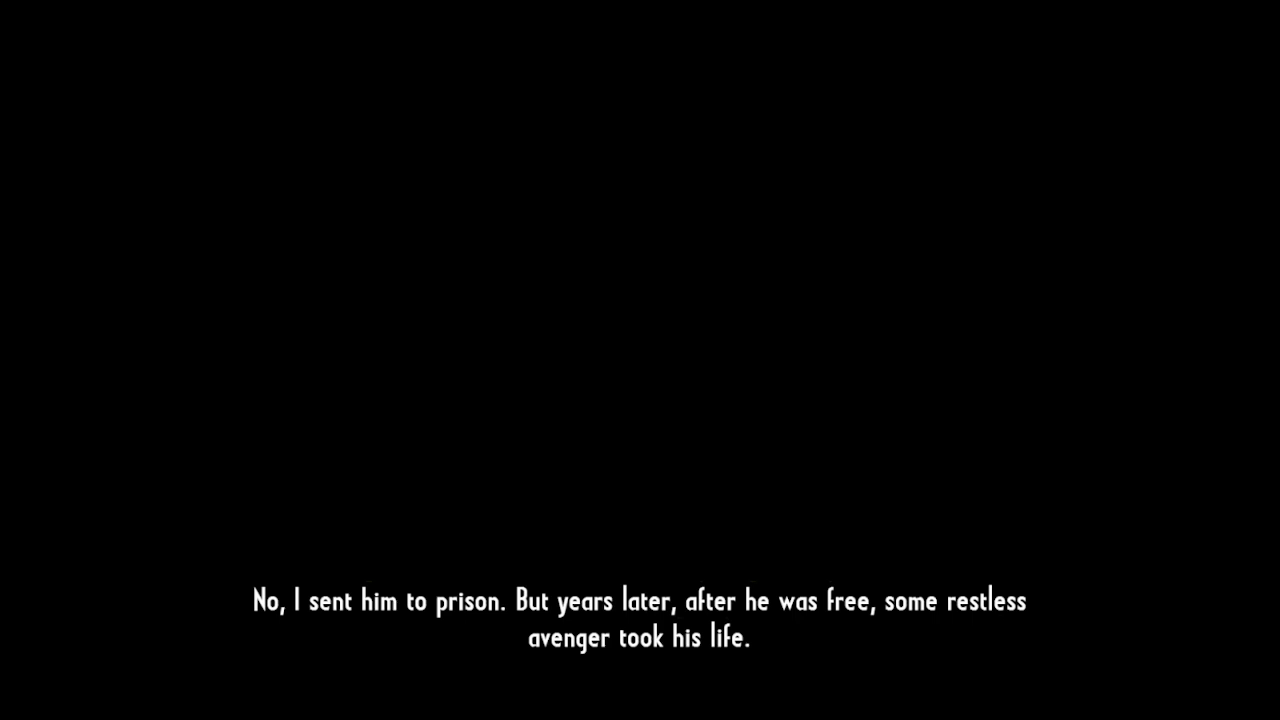 No, I sent him to prison. But years later, after he was free, some restless
avenger took his life.